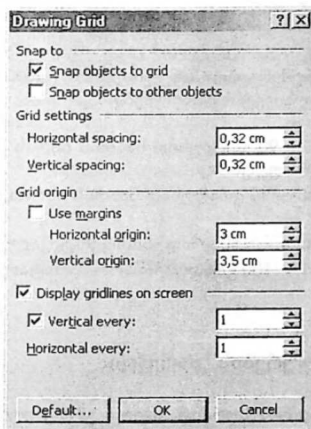 Drawing Grid
Snap to
Snap objects to grid
Snap objects to other objects
Grid settings
Horizontal spacing: 0,32 cm
Vertical spacing: 0,32 cm
Grid origin
Use margins
Horizontal origin: 3 cm
Vertical origin: 3,5 cm
Display gridlines on screen
Vertical every: 1
Horizontal every: 1
Default... OK Cancel